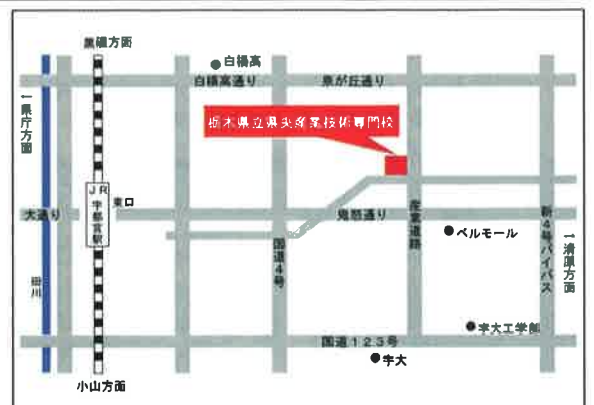 黒磯方面
白楊高
白楊高通り
泉が丘通り
↑県庁方面
栃木県立県央産業技術専門校
JR宇都宮駅
東口
大通り
鬼怒通り
産業道路
ベルモール
新4号バイパス
↑清原方面
国道4号
田川
宇大工学部
国道123号
宇大
小山方面